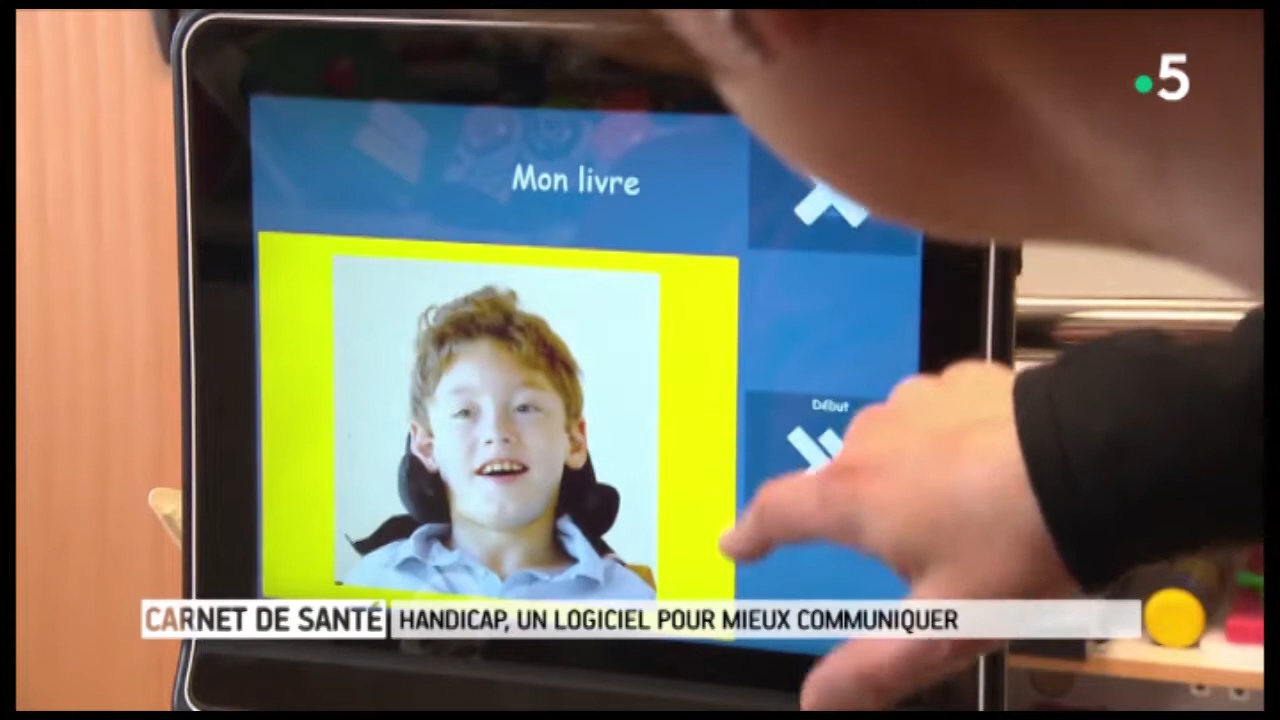 5
Mon livre
Début
CARNET DE SANTÉ
HANDICAP, UN LOGICIEL POUR MIEUX COMMUNIQUER